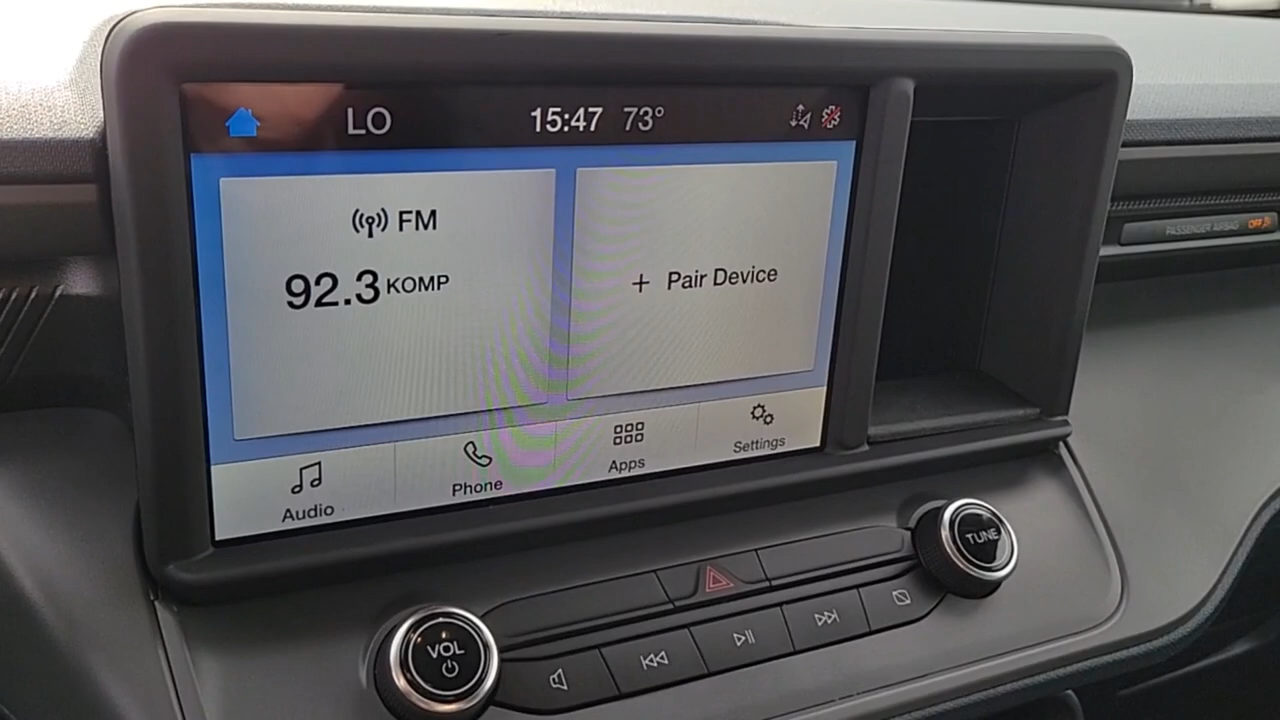 LO
15:47 73°
FM
92.3 KOMP
+ Pair Device
Audio
Phone
Apps
Settings
PASSENGER AIRBAG OFF
VOL
TUNE